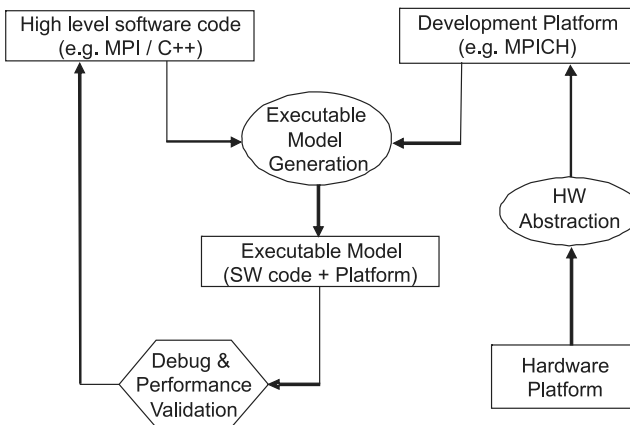 High level software code
(e.g. MPI / C++)
Development Platform
(e.g. MPICH)
Executable
Model
Generation
HW
Abstraction
Executable Model
(SW code + Platform)
Debug &
Performance
Validation
Hardware
Platform